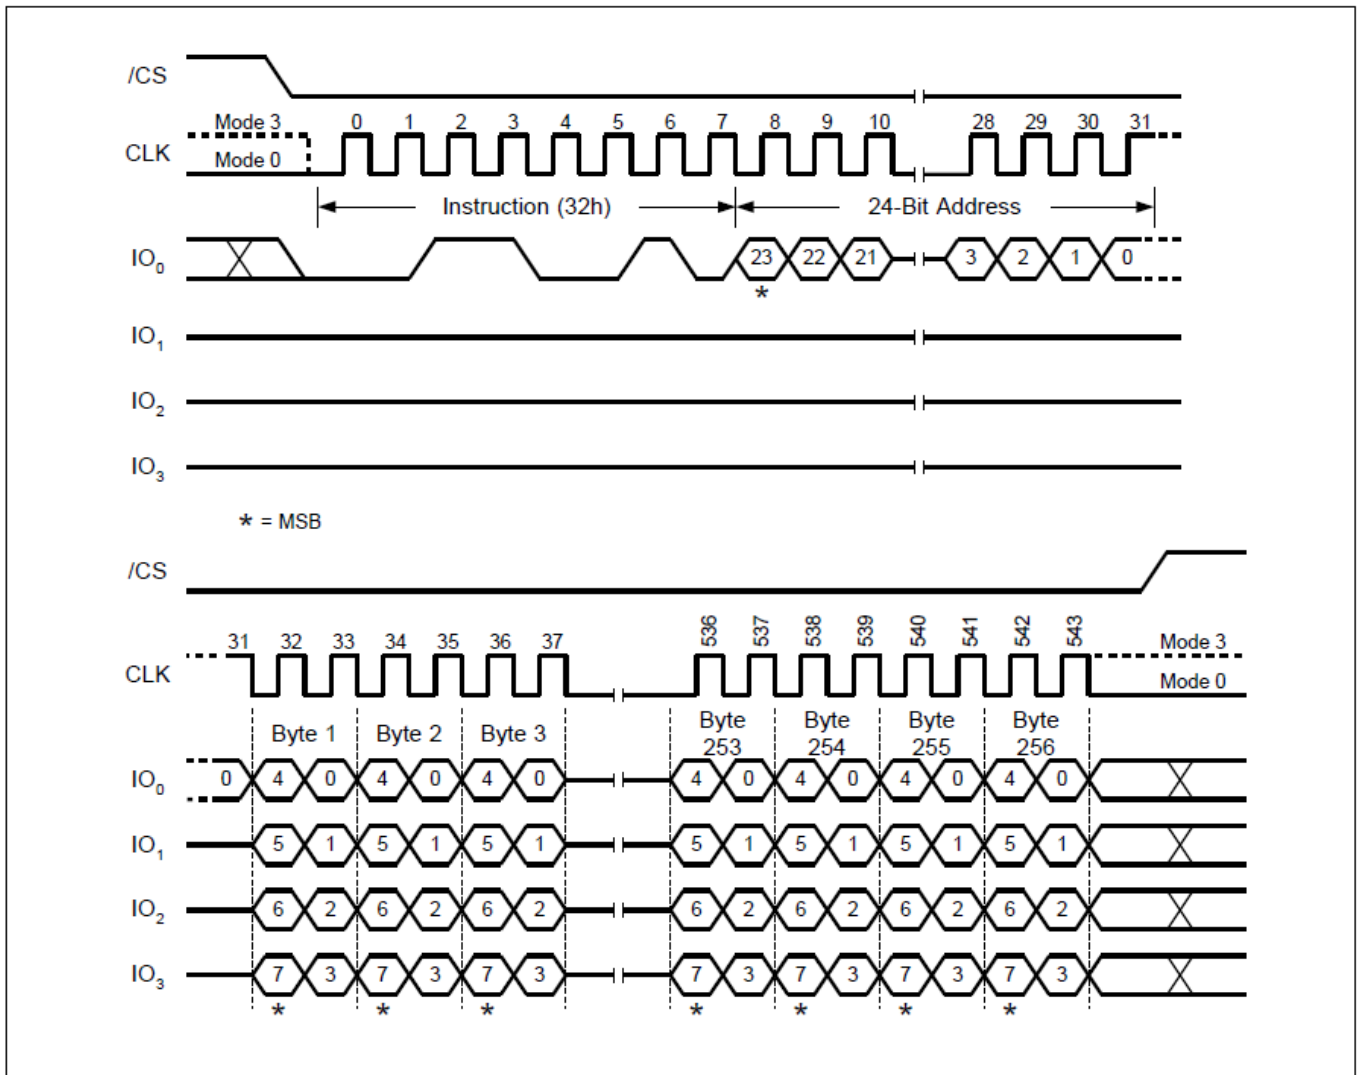 /CS
Mode 3 0 1 2 3 4 5 6 7 8 9 10 28 29 30 31
CLK
Mode 0
Instruction (32h) 24-Bit Address
IO0 23 22 21 3 2 1 0
*
IO1
IO2
IO3
* = MSB
/CS
31 32 33 34 35 36 37 536 537 538 539 540 541 542 543 Mode 3
CLK
Mode 0
Byte 1 Byte 2 Byte 3 Byte 253 Byte 254 Byte 255 Byte 256
IO0 0 4 0 4 0 4 0 4 0 4 0 4 0 4 0
IO1 5 1 5 1 5 1 5 1 5 1 5 1 5 1
IO2 6 2 6 2 6 2 6 2 6 2 6 2 6 2
IO3 7 3 7 3 7 3 7 3 7 3 7 3 7 3
* * * * * * *